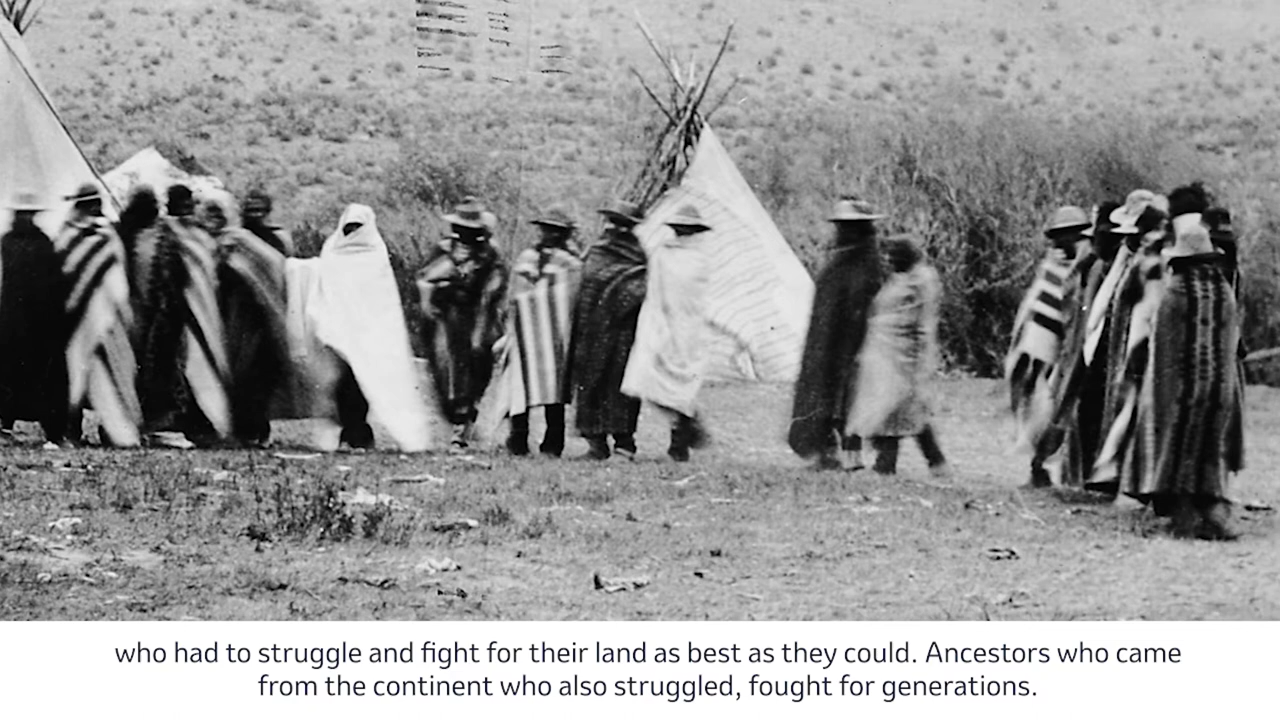 who had to struggle and fight for their land as best as they could. Ancestors who came
from the continent who also struggled, fought for generations.